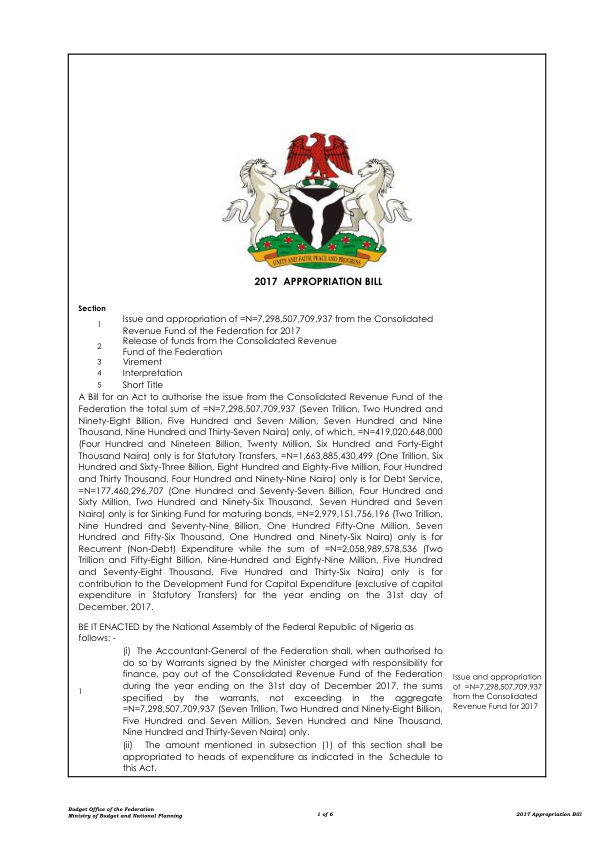 UNITY AND FAITH, PEACE AND PROGRESS
2017 APPROPRIATION BILL
Section
1 Issue and appropriation of =N=7,298,507,709,937 from the Consolidated
Revenue Fund of the Federation for 2017
2 Release of funds from the Consolidated Revenue
Fund of the Federation
3 Virement
4 Interpretation
5 Short Title
A Bill for an Act to authorise the issue from the Consolidated Revenue Fund of the
Federation the total sum of =N=7,298,507,709,937 (Seven Trillion, Two Hundred and
Ninety-Eight Billion, Five Hundred and Seven Million, Seven Hundred and Nine
Thousand, Nine Hundred and Thirty-Seven Naira) only, of which, =N=419,020,648,000
(Four Hundred and Nineteen Billion, Twenty Million, Six Hundred and Forty-Eight
Thousand Naira) only is for Statutory Transfers, =N=1,663,885,430,499 (One Trillion, Six
Hundred and Sixty-Three Billion, Eight Hundred and Eighty-Five Million, Four Hundred
and Thirty Thousand, Four Hundred and Ninety-Nine Naira) only is for Debt Service,
=N=177,460,296,707 (One Hundred and Seventy-Seven Billion, Four Hundred and
Sixty Million, Two Hundred and Ninety-Six Thousand, Seven Hundred and Seven
Naira) only is for Sinking Fund for maturing bonds, =N=2,979,151,756,196 (Two Trillion,
Nine Hundred and Seventy-Nine Billion, One Hundred Fifty-One Million, Seven
Hundred and Fifty-Six Thousand, One Hundred and Ninety-Six Naira) only is for
Recurrent (Non-Debt) Expenditure while the sum of =N=2,058,989,578,536 (Two
Trillion and Fifty-Eight Billion, Nine-Hundred and Eighty-Nine Million, Five Hundred
and Seventy-Eight Thousand, Five Hundred and Thirty-Six Naira) only is for
contribution to the Development Fund for Capital Expenditure (exclusive of capital
expenditure in Statutory Transfers) for the year ending on the 31st day of
December, 2017.
BE IT ENACTED by the National Assembly of the Federal Republic of Nigeria as
follows: -
1
(i) The Accountant-General of the Federation shall, when authorised to
do so by Warrants signed by the Minister charged with responsibility for
finance, pay out of the Consolidated Revenue Fund of the Federation
during the year ending on the 31st day of December 2017, the sums
specified by the warrants, not exceeding in the aggregate
=N=7,298,507,709,937 (Seven Trillion, Two Hundred and Ninety-Eight Billion,
Five Hundred and Seven Million, Seven Hundred and Nine Thousand,
Nine Hundred and Thirty-Seven Naira) only.
(ii) The amount mentioned in subsection (1) of this section shall be
appropriated to heads of expenditure as indicated in the Schedule to
this Act.
Issue and appropriation
of =N=7,298,507,709,937
from the Consolidated
Revenue Fund for 2017
Budget Office of the Federation
Ministry of Budget and National Planning
1 of 6
2017 Appropriation Bill